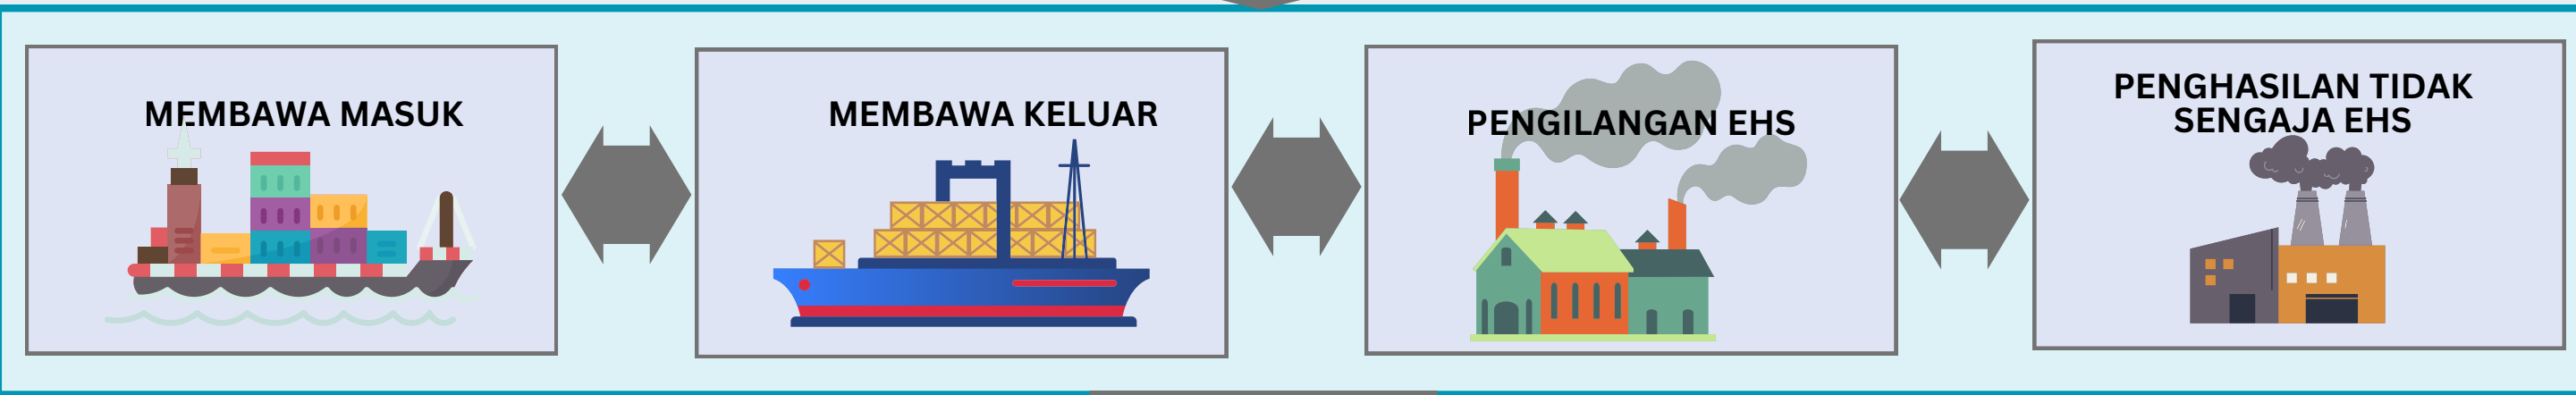 MEMBAWA MASUK
MEMBAWA KELUAR
PENGILANGAN EHS
PENGHASILAN TIDAK
SENGAJA EHS